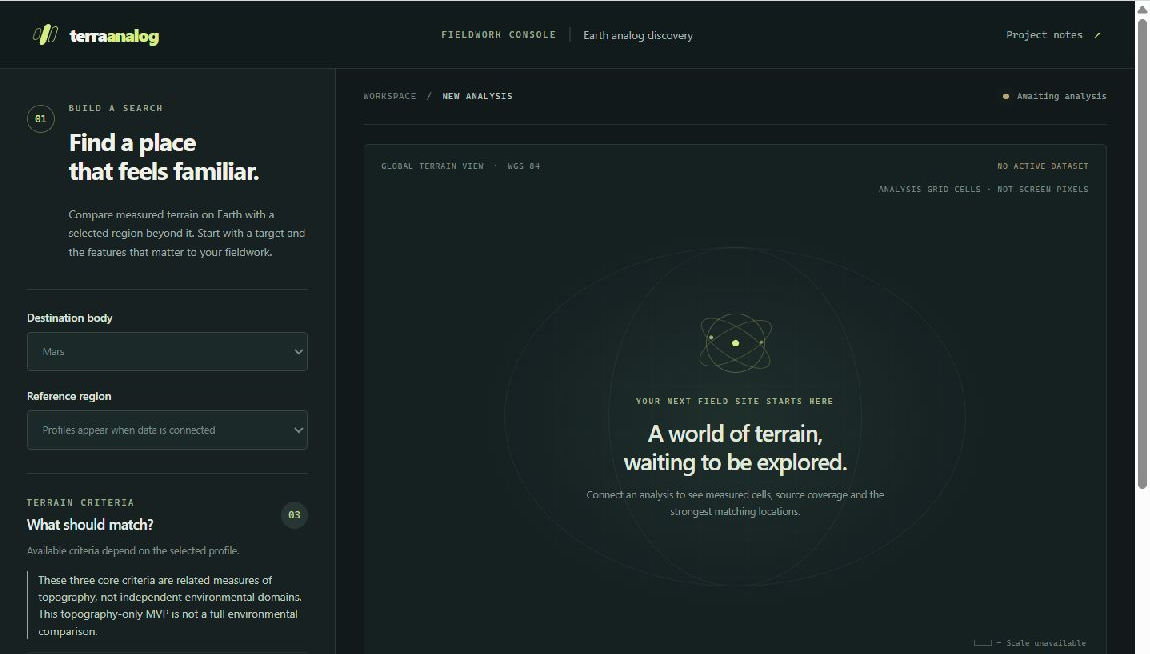 terraanalog
FIELDWORK CONSOLE
Earth analog discovery
Project notes
WORKSPACE / NEW ANALYSIS
Awaiting analysis
01
BUILD A SEARCH
Find a place
that feels familiar.
Compare measured terrain on Earth with a
selected region beyond it. Start with a target and
the features that matter to your fieldwork.
Destination body
Mars
Reference region
Profiles appear when data is connected
TERRAIN CRITERIA
What should match?
03
Available criteria depend on the selected profile.
These three core criteria are related measures of
topography, not independent environmental domains.
This topography-only MVP is not a full environmental
comparison.
GLOBAL TERRAIN VIEW · WGS 84
NO ACTIVE DATASET
ANALYSIS GRID CELLS · NOT SCREEN PIXELS
YOUR NEXT FIELD SITE STARTS HERE
A world of terrain,
waiting to be explored.
Connect an analysis to see measured cells, source coverage and the
strongest matching locations.
— Scale unavailable